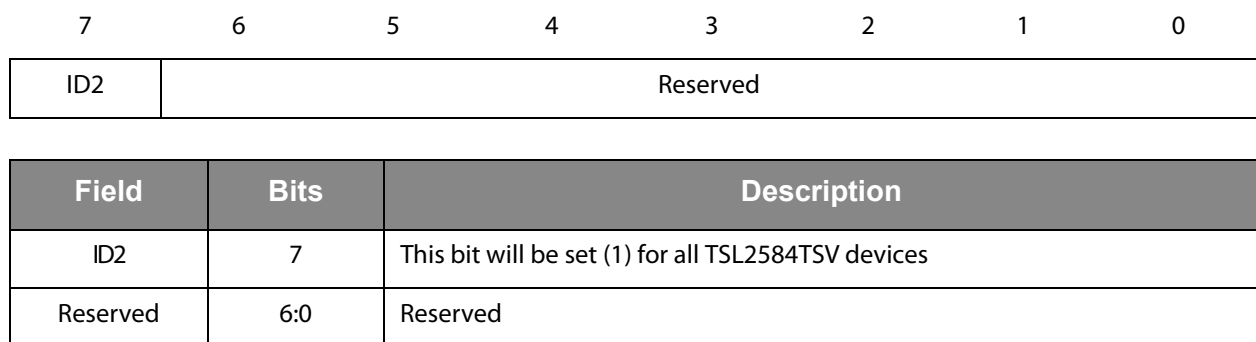 7 6 5 4 3 2 1 0
ID2 Reserved
Field Bits Description
ID2 7 This bit will be set (1) for all TSL2584TSV devices
Reserved 6:0 Reserved